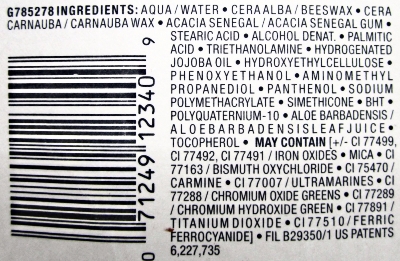 G785278 INGREDIENTS: AQUA / WATER • CERA ALBA / BEESWAX • CERA
CARNAUBA / CARNAUBA WAX • ACACIA SENEGAL / ACACIA SENEGAL GUM •
STEARIC ACID • ALCOHOL DENAT. • PALMITIC
ACID • TRIETHANOLAMINE • HYDROGENATED
JOJOBA OIL • HYDROXYETHYLCELLULOSE •
PHENOXYETHANOL • AMINOMETHYL
PROPANEDIOL • PANTHENOL • SODIUM
POLYMETHACRYLATE • SIMETHICONE • BHT •
POLYQUATERNIUM-10 • ALOE BARBADENSIS /
ALOE BARBADENSIS LEAF JUICE •
TOCOPHEROL • MAY CONTAIN [+/- CI 77499,
CI 77492, CI 77491 / IRON OXIDES • MICA • CI
77163 / BISMUTH OXYCHLORIDE • CI 75470 /
CARMINE • CI 77007 / ULTRAMARINES • CI
77288 / CHROMIUM OXIDE GREENS • CI 77289
/ CHROMIUM HYDROXIDE GREEN • CI 77891 /
TITANIUM DIOXIDE • CI 77510 / FERRIC
FERROCYANIDE] • FIL B29350/1 US PATENTS
6,227,735
0 71249 12340 9